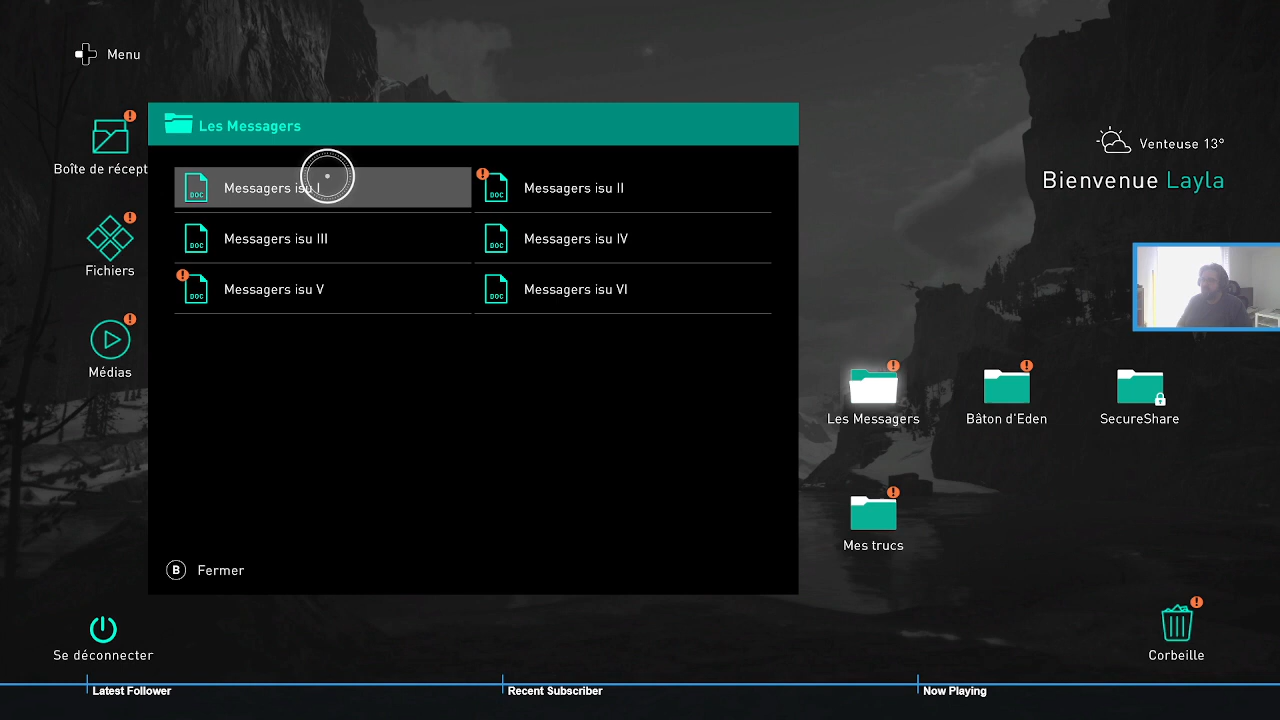 Menu
Les Messagers
Boîte de récept
Messagers isu I
DOC
Messagers isu II
DOC
Messagers isu III
DOC
Messagers isu IV
DOC
Messagers isu V
DOC
Messagers isu VI
DOC
Fichiers
Médias
B Fermer
Se déconnecter
Venteuse 13°
Bienvenue Layla
Les Messagers
Bâton d'Eden
SecureShare
Mes trucs
Corbeille
Latest Follower
Recent Subscriber
Now Playing